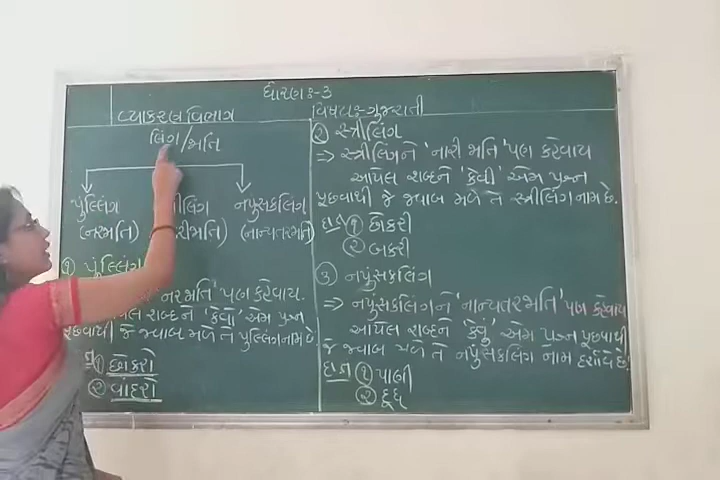 ધોરણઃ-૩
વિષયઃ-ગુજરાતી
વ્યાકરણ વિભાગ
લિંગ/જાતિ
પુંલ્લિંગ
લિંગ
નપુંસકલિંગ
(નરજાતિ)
(નાન્યતરજાતિ)
① પુંલ્લિંગ
'નરજાતિ' પણ કહેવાય.
શબ્દને 'કેવો' એમ પ્રશ્ન
પૂછવાથી જે જવાબ મળે તે પુંલ્લિંગ નામ છે.
① છોકરો
② વાંદરો
② સ્ત્રીલિંગ
⇒ સ્ત્રીલિંગને 'નારી જાતિ' પણ કહેવાય
આપેલ શબ્દને 'કેવી' એમ પ્રશ્ન
પૂછવાથી જે જવાબ મળે તે સ્ત્રીલિંગ નામ છે.
દા.ત. ① છોકરી
② બકરી
③ નપુંસકલિંગ
⇒ નપુંસકલિંગને 'નાન્યતરજાતિ' પણ કહેવાય
આપેલ શબ્દને 'કેવું' એમ પ્રશ્ન પૂછવાથી
જે જવાબ મળે તે નપુંસકલિંગ નામ દર્શાવે છે.
દા.ત. ① પાણી
② દૂધ